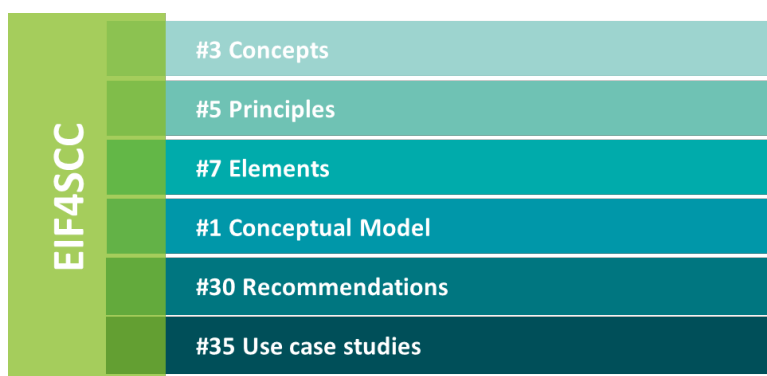 EIF4SCC
#3 Concepts
#5 Principles
#7 Elements
#1 Conceptual Model
#30 Recommendations
#35 Use case studies